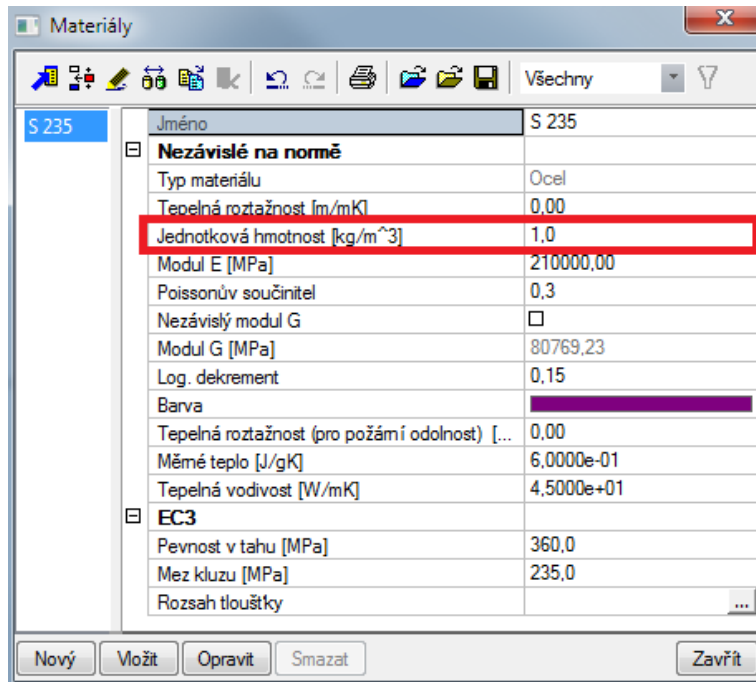 Materiály
Všechny
S 235
Jméno S 235
Nezávislé na normě
Typ materiálu Ocel
Tepelná roztažnost [m/mK] 0,00
Jednotková hmotnost [kg/m^3] 1,0
Modul E [MPa] 210000,00
Poissonův součinitel 0,3
Nezávislý modul G
Modul G [MPa] 80769,23
Log. dekrement 0,15
Barva
Tepelná roztažnost (pro požární odolnost) [... 0,00
Měrné teplo [J/gK] 6,0000e-01
Tepelná vodivost [W/mK] 4,5000e+01
EC3
Pevnost v tahu [MPa] 360,0
Mez kluzu [MPa] 235,0
Rozsah tloušťky ...
Nový Vložit Opravit Smazat Zavřít